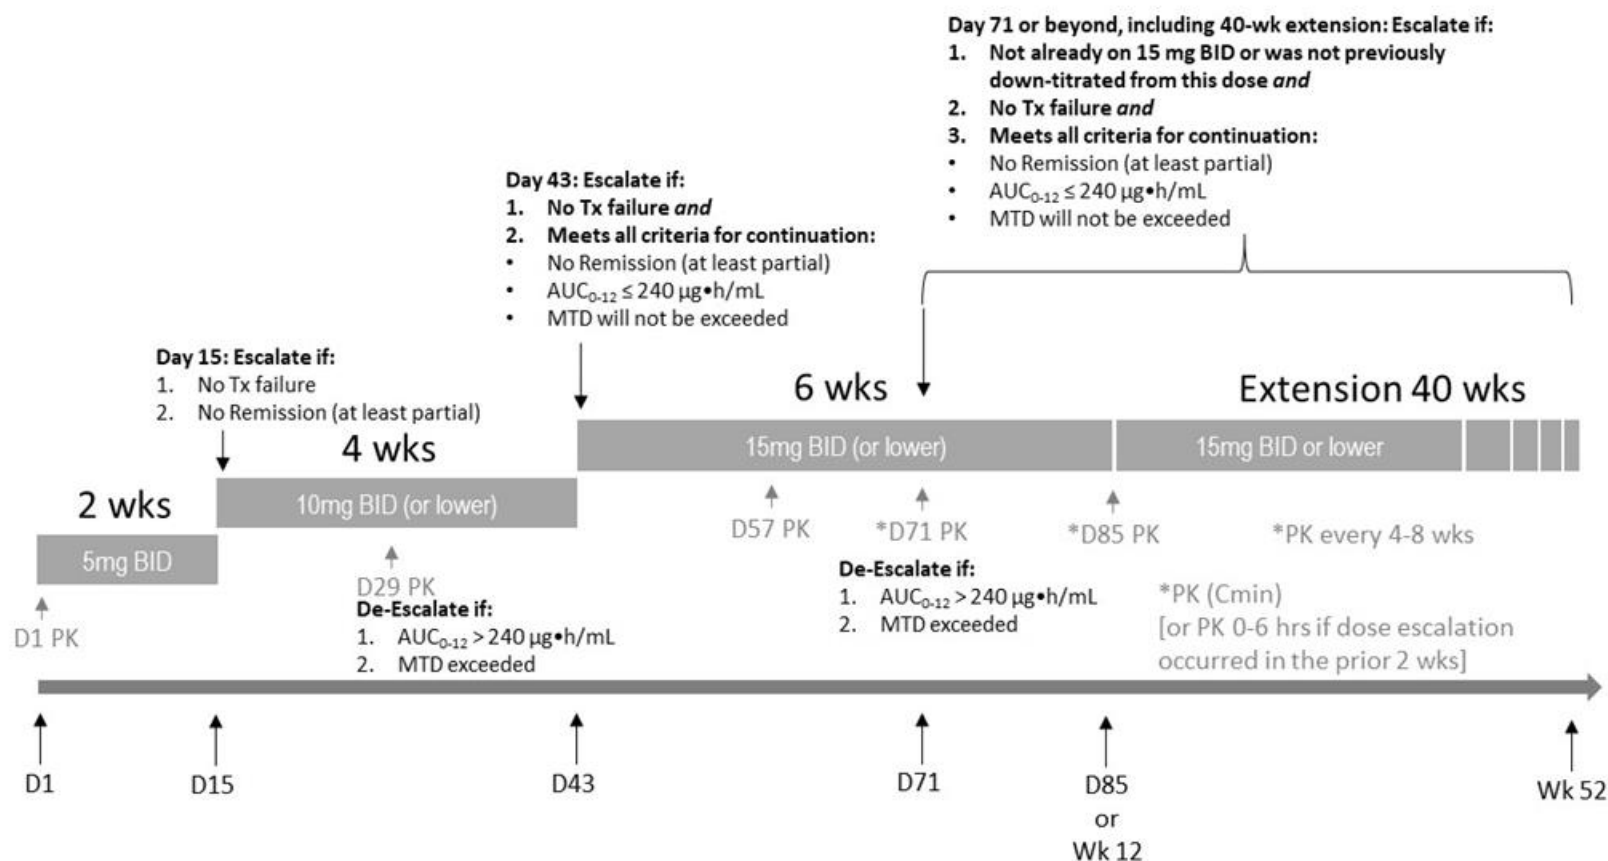 Day 71 or beyond, including 40-wk extension: Escalate if:
1. Not already on 15 mg BID or was not previously
down-titrated from this dose and
2. No Tx failure and
3. Meets all criteria for continuation:
• No Remission (at least partial)
• AUC0-12 ≤ 240 µg•h/mL
• MTD will not be exceeded
Day 43: Escalate if:
1. No Tx failure and
2. Meets all criteria for continuation:
• No Remission (at least partial)
• AUC0-12 ≤ 240 µg•h/mL
• MTD will not be exceeded
Day 15: Escalate if:
1. No Tx failure
2. No Remission (at least partial)
2 wks
4 wks
6 wks
Extension 40 wks
5mg BID
10mg BID (or lower)
15mg BID (or lower)
15mg BID or lower
D1 PK
D29 PK
De-Escalate if:
1. AUC0-12 > 240 µg•h/mL
2. MTD exceeded
D57 PK
*D71 PK
*D85 PK
*PK every 4-8 wks
De-Escalate if:
1. AUC0-12 > 240 µg•h/mL
2. MTD exceeded
*PK (Cmin)
[or PK 0-6 hrs if dose escalation
occurred in the prior 2 wks]
D1
D15
D43
D71
D85
or
Wk 12
Wk 52